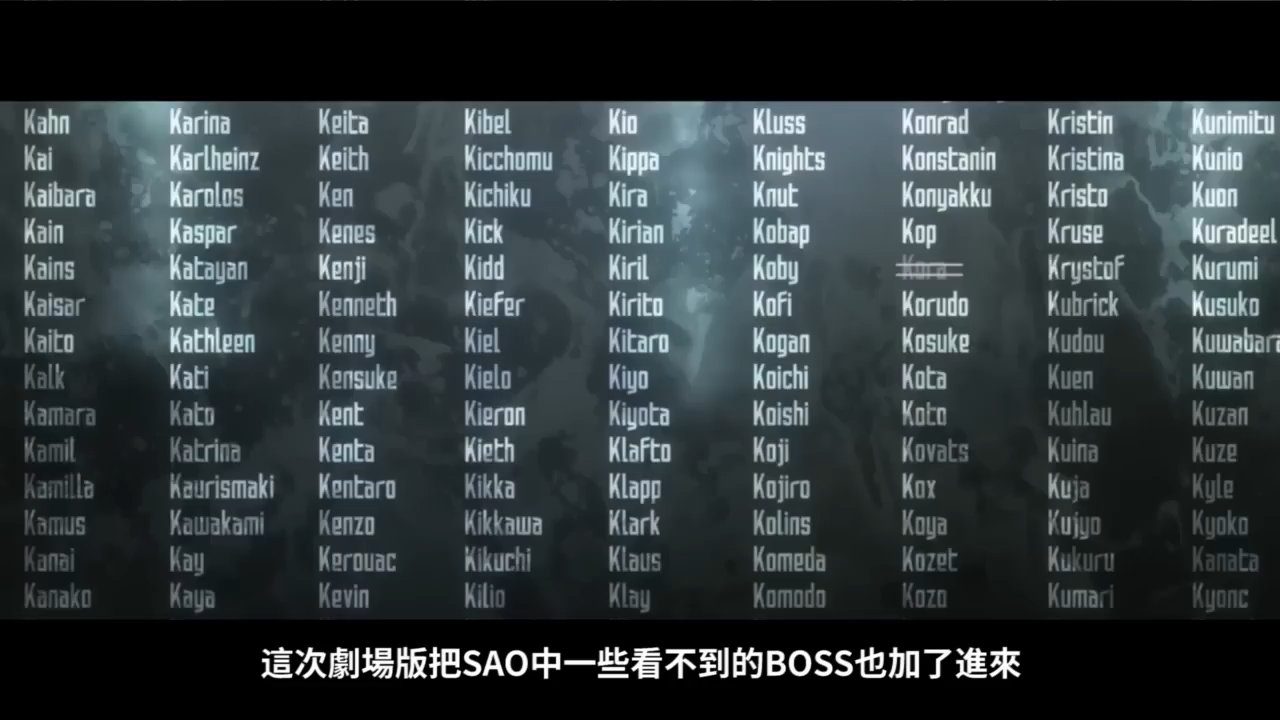 Kahn Karina Keita Kibel Kio Kluss Konrad Kristin Kunimitu
Kai Karlheinz Keith Kicchomu Kippa Knights Konstanin Kristina Kunio
Kaibara Karolos Ken Kichiku Kira Knut Konyakku Kristo Kuon
Kain Kaspar Kenes Kick Kirian Kobap Kop Kruse Kuradeel
Kains Katayan Kenji Kidd Kiril Koby Krystof Kurumi
Kaisar Kate Kenneth Kiefer Kirito Kofi Korudo Kubrick Kusuko
Kaito Kathleen Kenny Kiel Kitaro Kogan Kosuke Kudou Kuwabara
Kalk Kati Kensuke Kielo Kiyo Koichi Kota Kuen Kuwan
Kamara Kato Kent Kieron Kiyota Koishi Koto Kuhlau Kuzan
Kamil Katrina Kenta Kieth Klafto Koji Kovats Kuina Kuze
Kamilla Kaurismaki Kentaro Kikka Klapp Kojiro Kox Kuja Kyle
Kamus Kawakami Kenzo Kikkawa Klark Kolins Koya Kujyo Kyoko
Kanai Kay Kerouac Kikuchi Klaus Komeda Kozet Kukuru Kanata
Kanako Kaya Kevin Kilio Klay Komodo Kozo Kumari Kyonc
這次劇場版把SAO中一些看不到的BOSS也加了進來